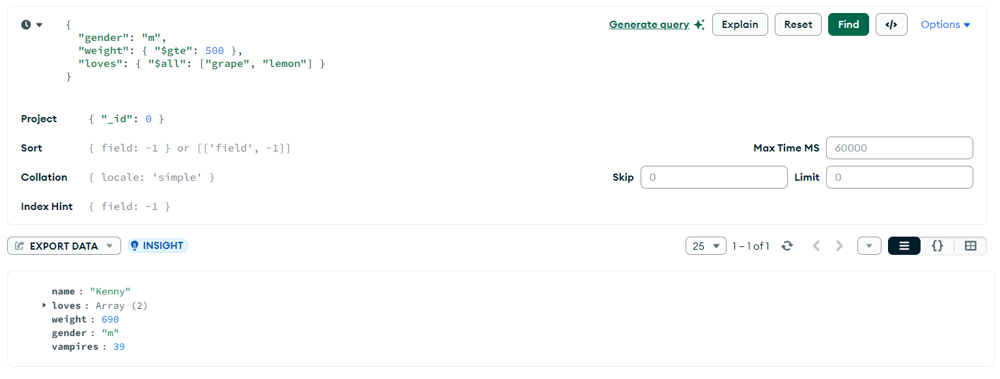 {
"gender": "m",
"weight": { "$gte": 500 },
"loves": { "$all": ["grape", "lemon"] }
}
Generate query Explain Reset Find </> Options
Project { "_id": 0 }
Sort { field: -1 } or [['field', -1]] Max Time MS 60000
Collation { locale: 'simple' } Skip 0 Limit 0
Index Hint { field: -1 }
EXPORT DATA INSIGHT 25 1 – 1 of 1 {}
name : "Kenny"
loves : Array (2)
weight : 690
gender : "m"
vampires : 39